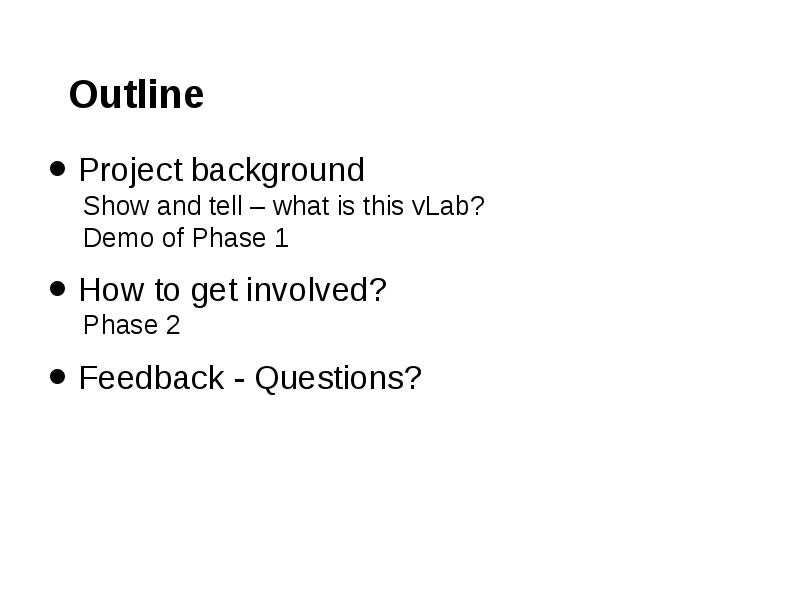 Outline
● Project background
Show and tell – what is this vLab?
Demo of Phase 1
● How to get involved?
Phase 2
● Feedback - Questions?